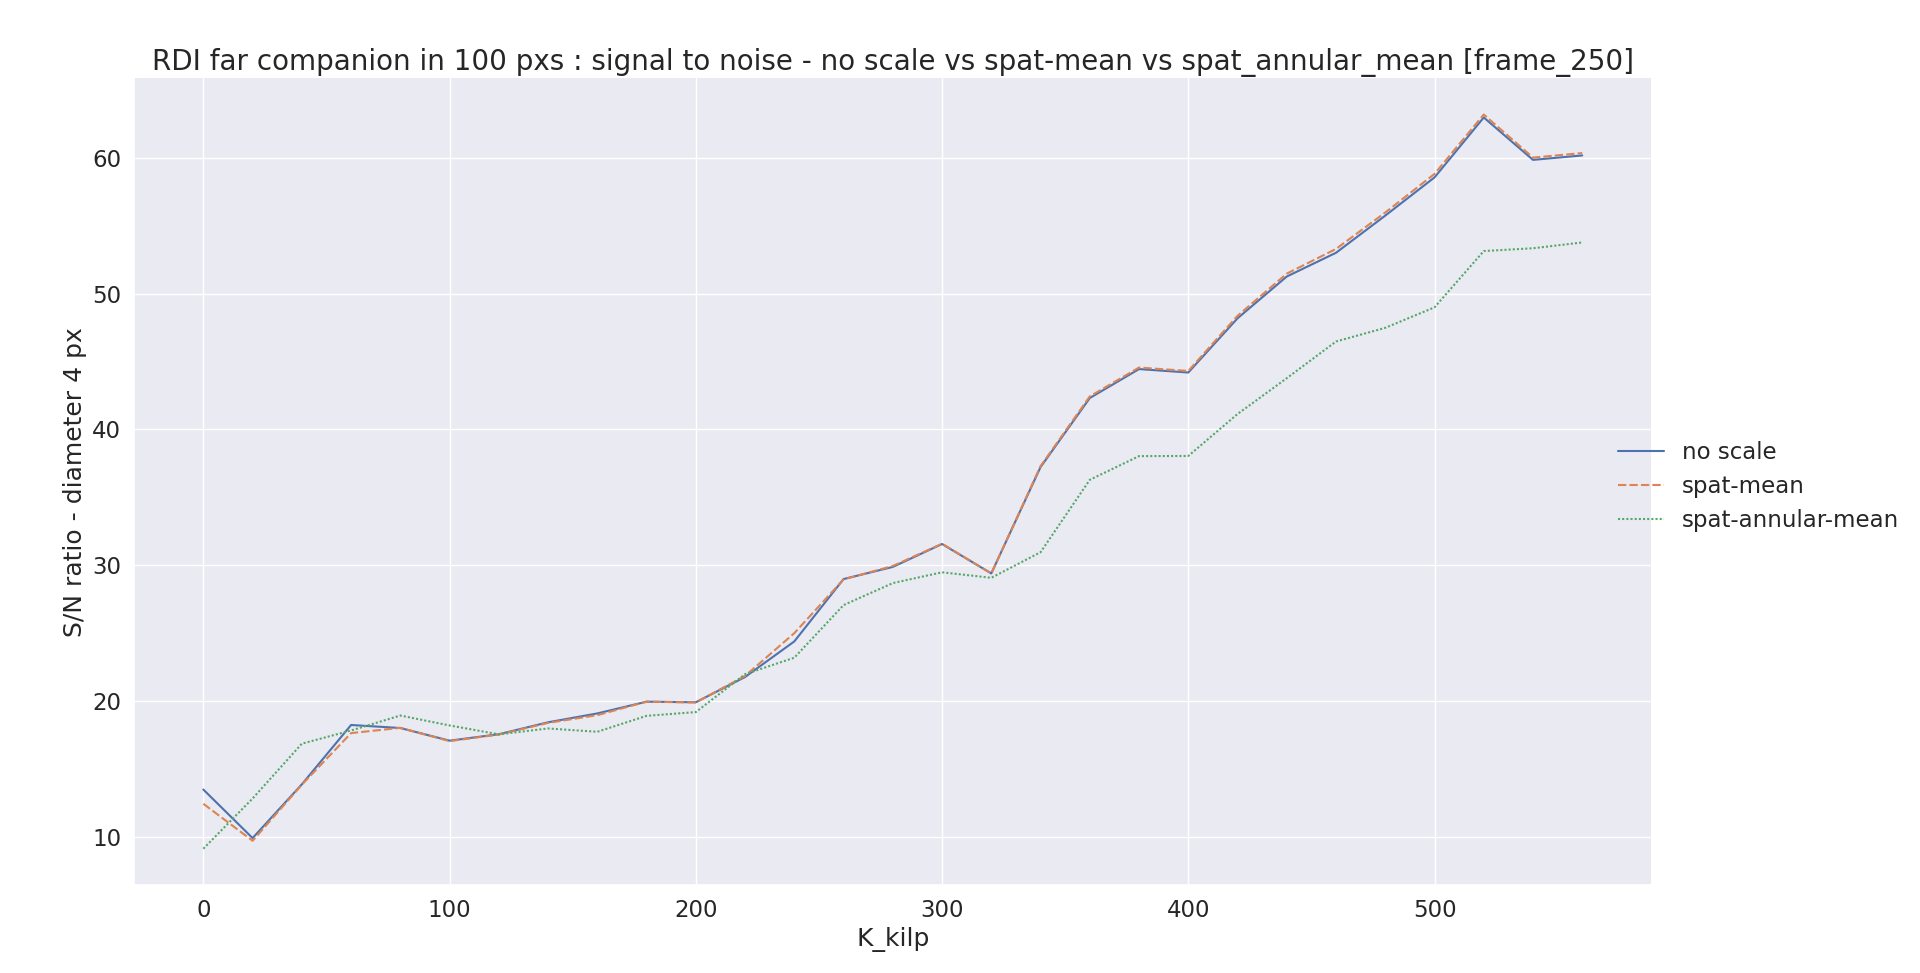 RDI far companion in 100 pxs : signal to noise - no scale vs spat-mean vs spat_annular_mean [frame_250]
60
50
40
30
20
10
S/N ratio - diameter 4 px
0
100
200
300
400
500
K_kilp
no scale
spat-mean
spat-annular-mean